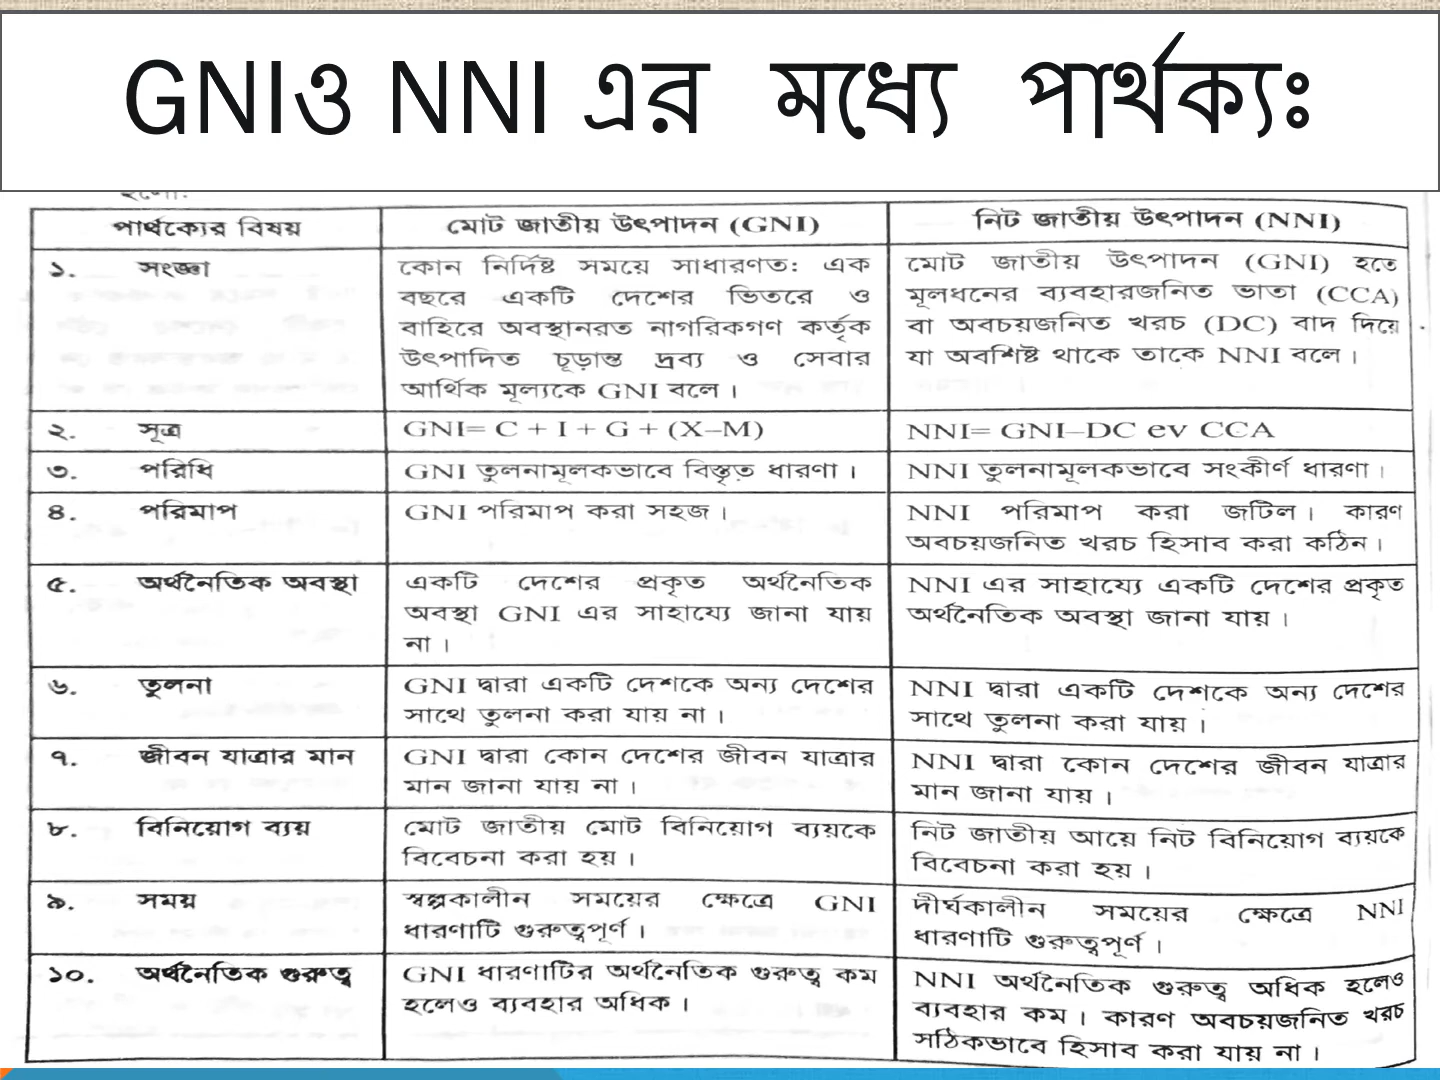 GNIও NNI এর মধ্যে পার্থক্যঃ
পার্থক্যের বিষয়
মোট জাতীয় উৎপাদন (GNI)
নিট জাতীয় উৎপাদন (NNI)
১. সংজ্ঞা
কোন নির্দিষ্ট সময়ে সাধারণত: এক
বছরে একটি দেশের ভিতরে ও
বাহিরে অবস্থানরত নাগরিকগণ কর্তৃক
উৎপাদিত চূড়ান্ত দ্রব্য ও সেবার
আর্থিক মূল্যকে GNI বলে।
মোট জাতীয় উৎপাদন (GNI) হতে
মূলধনের ব্যবহারজনিত ভাতা (CCA)
বা অবচয়জনিত খরচ (DC) বাদ দিয়ে
যা অবশিষ্ট থাকে তাকে NNI বলে।
২. সূত্র
GNI= C + I + G + (X–M)
NNI= GNI–DC ev CCA
৩. পরিধি
GNI তুলনামূলকভাবে বিস্তৃত ধারণা।
NNI তুলনামূলকভাবে সংকীর্ণ ধারণা।
৪. পরিমাপ
GNI পরিমাপ করা সহজ।
NNI পরিমাপ করা জটিল। কারণ
অবচয়জনিত খরচ হিসাব করা কঠিন।
৫. অর্থনৈতিক অবস্থা
একটি দেশের প্রকৃত অর্থনৈতিক
অবস্থা GNI এর সাহায্যে জানা যায়
না।
NNI এর সাহায্যে একটি দেশের প্রকৃত
অর্থনৈতিক অবস্থা জানা যায়।
৬. তুলনা
GNI দ্বারা একটি দেশকে অন্য দেশের
সাথে তুলনা করা যায় না।
NNI দ্বারা একটি দেশকে অন্য দেশের
সাথে তুলনা করা যায়।
৭. জীবন যাত্রার মান
GNI দ্বারা কোন দেশের জীবন যাত্রার
মান জানা যায় না।
NNI দ্বারা কোন দেশের জীবন যাত্রার
মান জানা যায়।
৮. বিনিয়োগ ব্যয়
মোট জাতীয় মোট বিনিয়োগ ব্যয়কে
বিবেচনা করা হয়।
নিট জাতীয় আয়ে নিট বিনিয়োগ ব্যয়কে
বিবেচনা করা হয়।
৯. সময়
স্বল্পকালীন সময়ের ক্ষেত্রে GNI
ধারণাটি গুরুত্বপূর্ণ।
দীর্ঘকালীন সময়ের ক্ষেত্রে NNI
ধারণাটি গুরুত্বপূর্ণ।
১০. অর্থনৈতিক গুরুত্ব
GNI ধারণাটির অর্থনৈতিক গুরুত্ব কম
হলেও ব্যবহার অধিক।
NNI অর্থনৈতিক গুরুত্ব অধিক হলেও
ব্যবহার কম। কারণ অবচয়জনিত খরচ
সঠিকভাবে হিসাব করা যায় না।